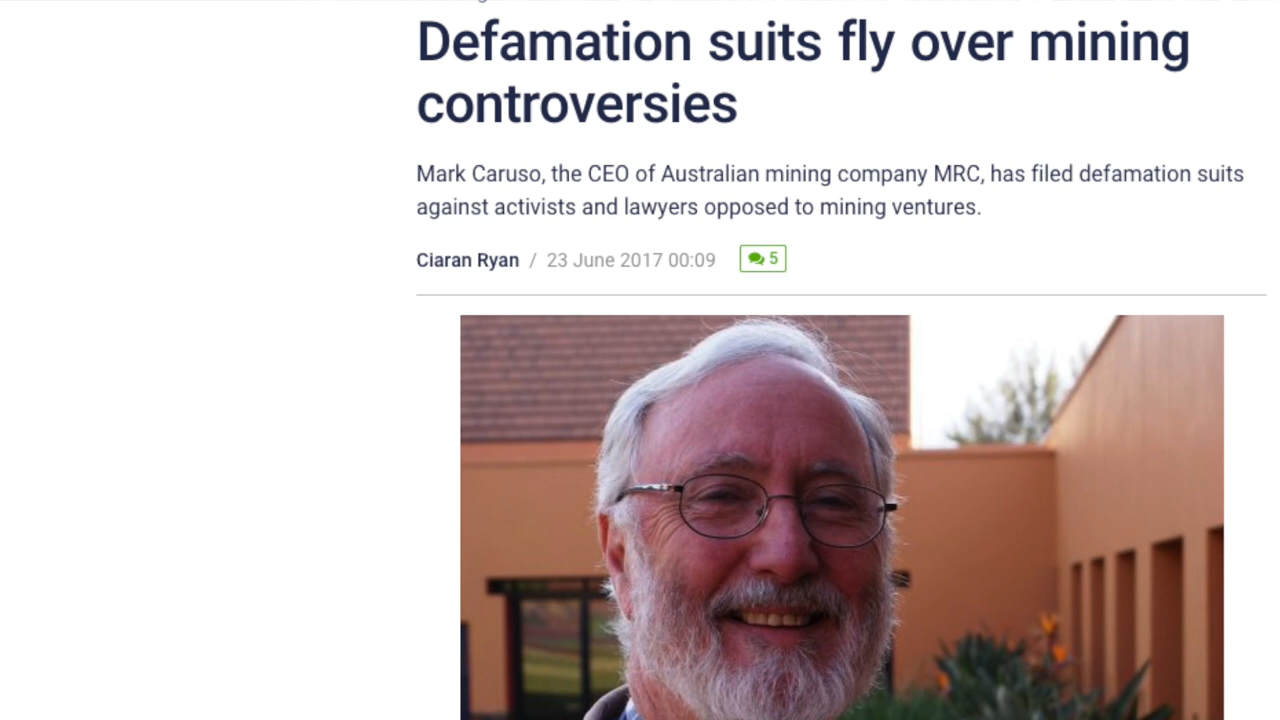 Defamation suits fly over mining
controversies
Mark Caruso, the CEO of Australian mining company MRC, has filed defamation suits
against activists and lawyers opposed to mining ventures.
Ciaran Ryan / 23 June 2017 00:09 5